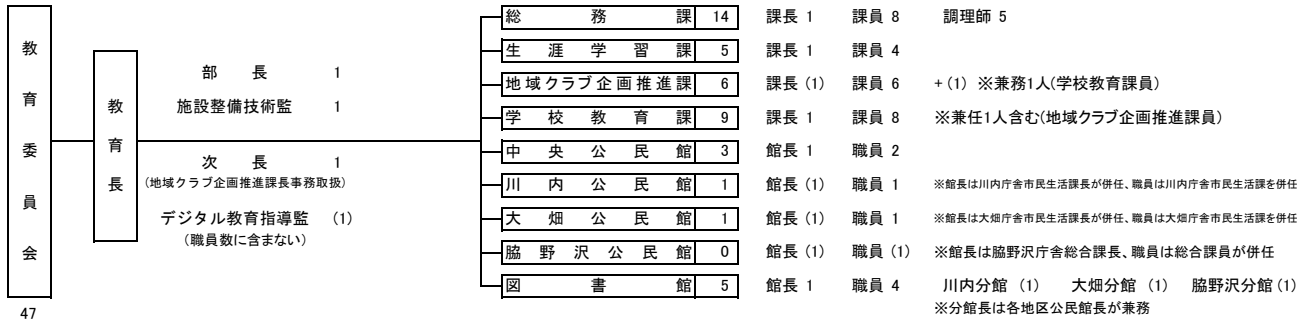 教育委員会
47
教育長
部　長　1
施設整備技術監　1
次　長　1
(地域クラブ企画推進課長事務取扱)
デジタル教育指導監　(1)
(職員数に含まない)
総務課 14 課長 1 課員 8 調理師 5
生涯学習課 5 課長 1 課員 4
地域クラブ企画推進課 6 課長 (1) 課員 6 + (1) ※兼務1人(学校教育課員)
学校教育課 9 課長 1 課員 8 ※兼任1人含む(地域クラブ企画推進課員)
中央公民館 3 館長 1 職員 2
川内公民館 1 館長 (1) 職員 1 ※館長は川内庁舎市民生活課長が併任、職員は川内庁舎市民生活課を併任
大畑公民館 1 館長 (1) 職員 1 ※館長は大畑庁舎市民生活課長が併任、職員は大畑庁舎市民生活課を併任
脇野沢公民館 0 館長 (1) 職員 (1) ※館長は脇野沢庁舎総合課長、職員は総合課員が併任
図書館 5 館長 1 職員 4 川内分館 (1) 大畑分館 (1) 脇野沢分館 (1)
※分館長は各地区公民館長が兼務